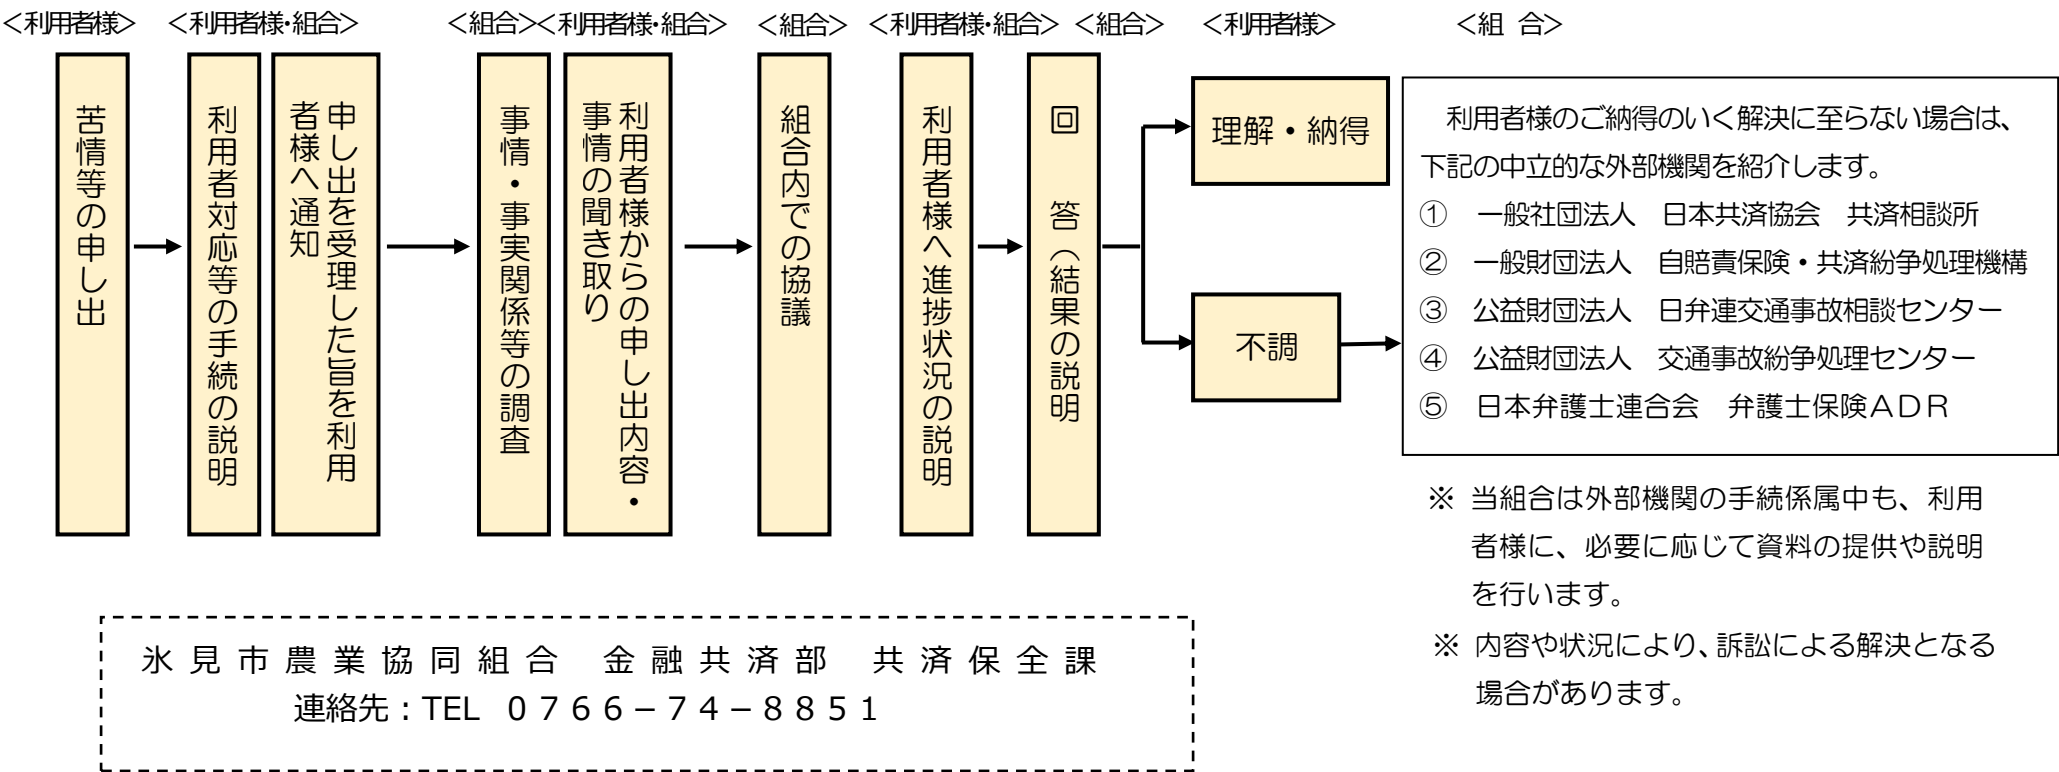 ＜利用者様＞
＜利用者様・組合＞
＜組合＞
＜利用者様・組合＞
＜組合＞
＜利用者様・組合＞
＜組合＞
＜利用者様＞
＜組 合＞
苦情等の申し出
利用者対応等の手続の説明
申し出を受理した旨を利用
者様へ通知
事情・事実関係等の調査
利用者様からの申し出内容・
事情の聞き取り
組合内での協議
利用者様へ進捗状況の説明
回　答（結果の説明
理解・納得
不調
利用者様のご納得のいく解決に至らない場合は、
下記の中立的な外部機関を紹介します。
①　一般社団法人　日本共済協会　共済相談所
②　一般財団法人　自賠責保険・共済紛争処理機構
③　公益財団法人　日弁連交通事故相談センター
④　公益財団法人　交通事故紛争処理センター
⑤　日本弁護士連合会　弁護士保険ＡＤＲ
※ 当組合は外部機関の手続係属中も、利用
者様に、必要に応じて資料の提供や説明
を行います。
※ 内容や状況により、訴訟による解決となる
場合があります。
氷見市農業協同組合　金融共済部　共済保全課
連絡先：TEL　０７６６－７４－８８５１